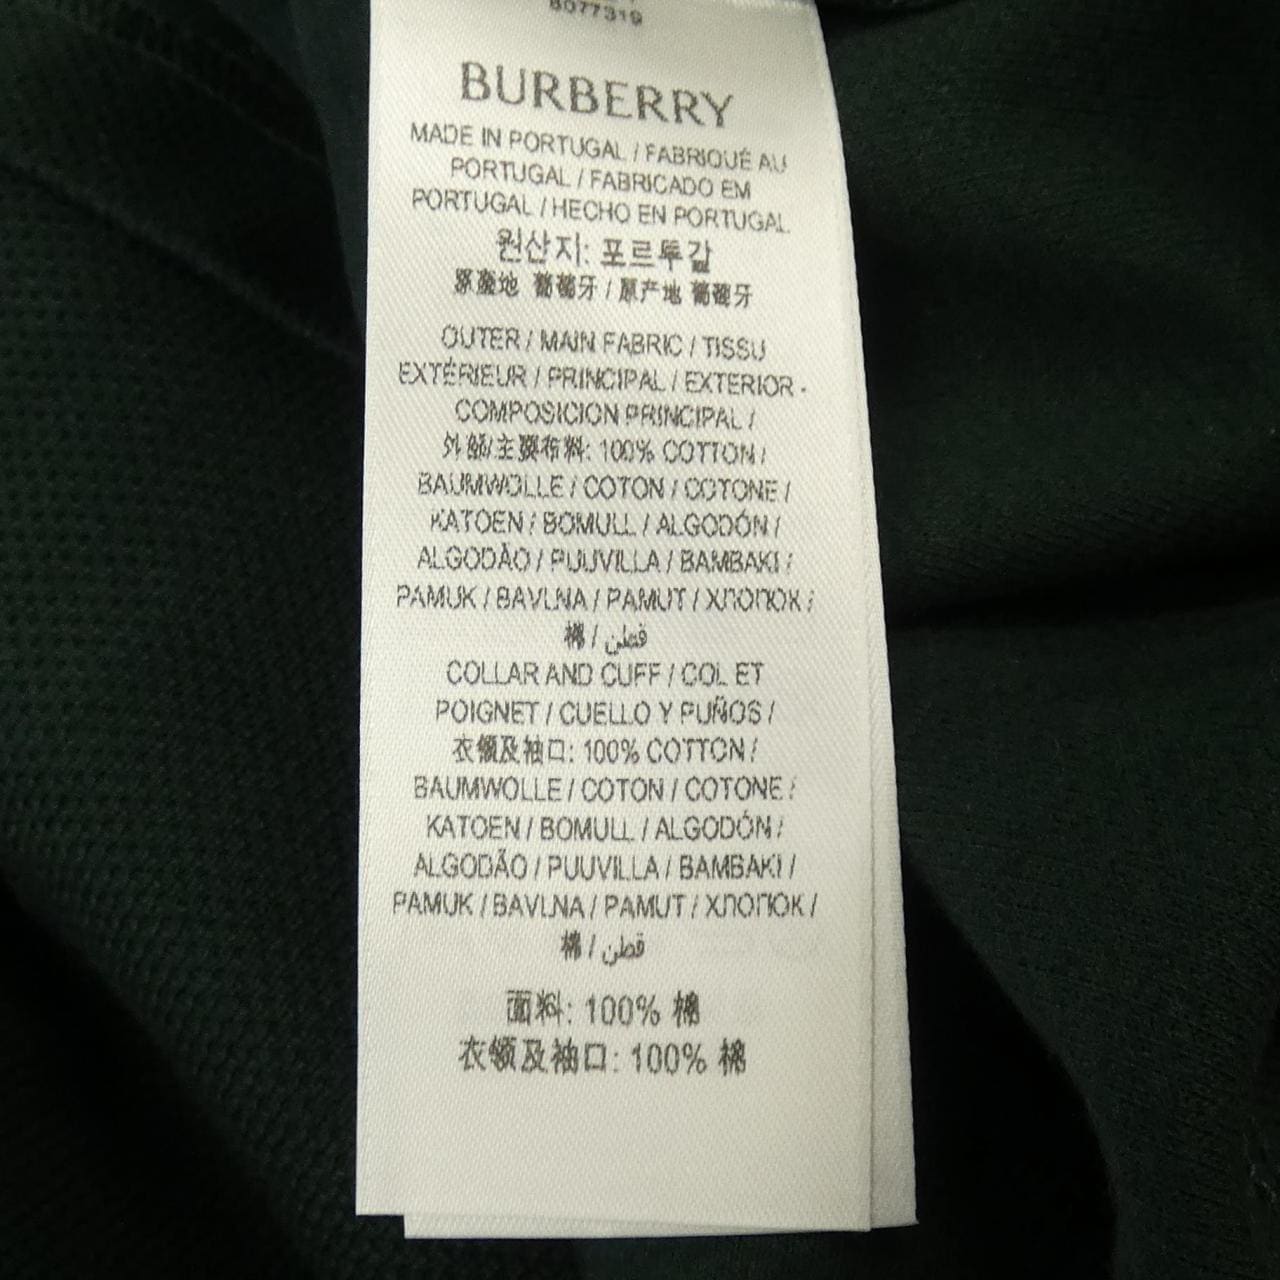 8077319
BURBERRY
MADE IN PORTUGAL / FABRIQUÉ AU
PORTUGAL / FABRICADO EM
PORTUGAL / HECHO EN PORTUGAL
원산지: 포르투갈
原產地 葡萄牙 / 原产地 葡萄牙
OUTER / MAIN FABRIC / TISSU
EXTÉRIEUR / PRINCIPAL / EXTERIOR -
COMPOSICION PRINCIPAL /
外部/主要布料: 100% COTTON /
BAUMWOLLE / COTON / COTONE /
KATOEN / BOMULL / ALGODÓN /
ALGODÃO / PUUVILLA / BAMBAKI /
PAMUK / BAVLNA / PAMUT / ХЛОПОК /
棉 / قطن
COLLAR AND CUFF / COL ET
POIGNET / CUELLO Y PUÑOS /
衣領及袖口: 100% COTTON /
BAUMWOLLE / COTON / COTONE /
KATOEN / BOMULL / ALGODÓN /
ALGODÃO / PUUVILLA / BAMBAKI /
PAMUK / BAVLNA / PAMUT / ХЛОПОК /
棉 / قطن
面料: 100% 棉
衣领及袖口: 100% 棉